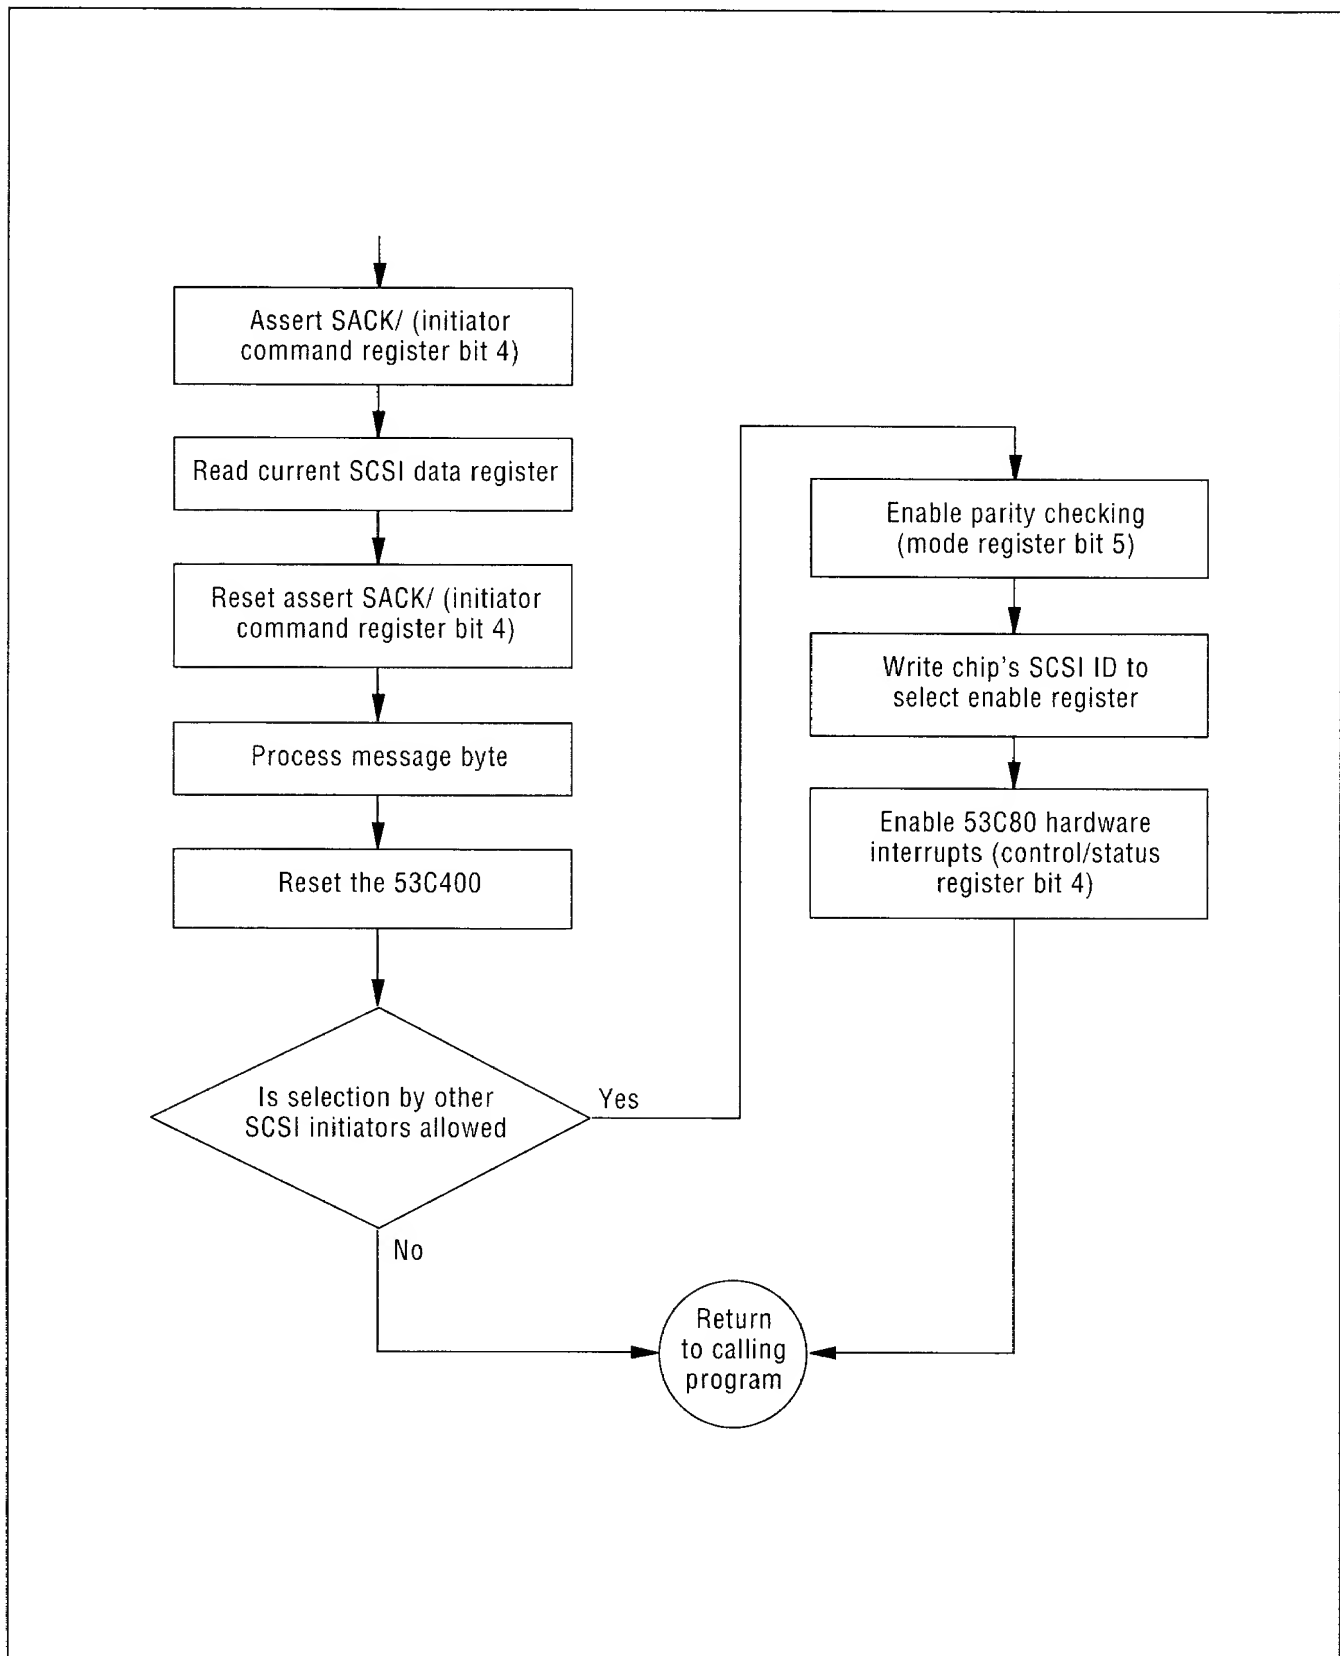 Assert SACK/ (initiator
command register bit 4)
Read current SCSI data register
Reset assert SACK/ (initiator
command register bit 4)
Process message byte
Reset the 53C400
Is selection by other
SCSI initiators allowed
Yes
No
Enable parity checking
(mode register bit 5)
Write chip's SCSI ID to
select enable register
Enable 53C80 hardware
interrupts (control/status
register bit 4)
Return
to calling
program